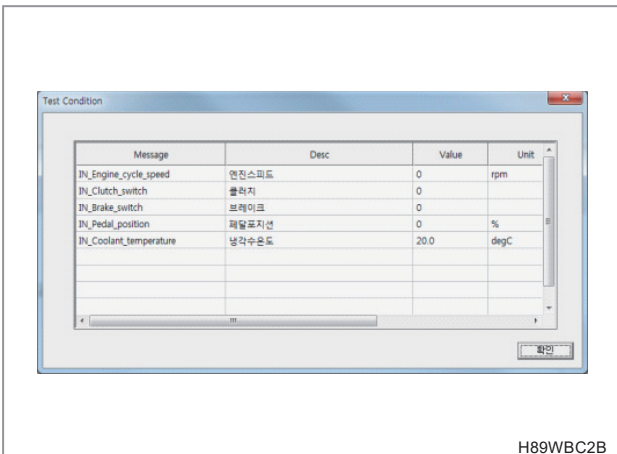 Test Condition
Message Desc Value Unit
IN_Engine_cycle_speed 엔진스피드 0 rpm
IN_Clutch_switch 클러치 0
IN_Brake_switch 브레이크 0
IN_Pedal_position 페달포지션 0 %
IN_Coolant_temperature 냉각수온도 20.0 degC
확인
H89WBC2B